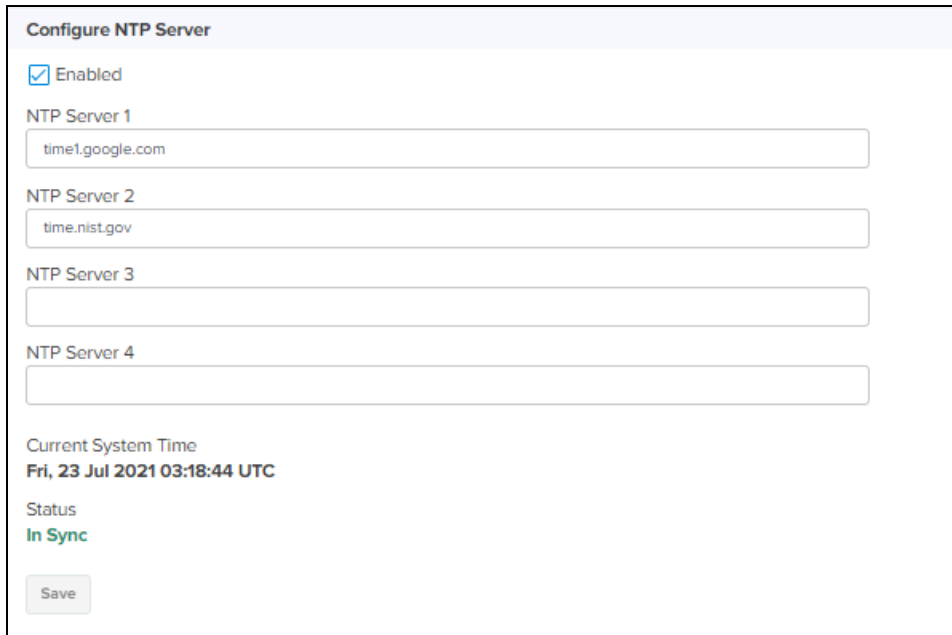 Configure NTP Server
Enabled
NTP Server 1
time1.google.com
NTP Server 2
time.nist.gov
NTP Server 3
NTP Server 4
Current System Time
Fri, 23 Jul 2021 03:18:44 UTC
Status
In Sync
Save